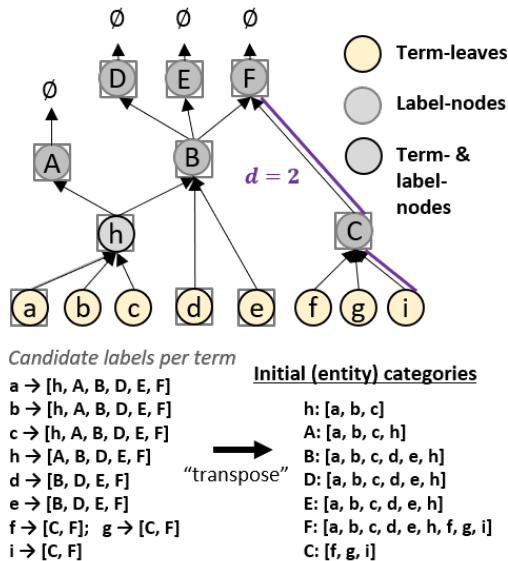 ∅ ∅ ∅
D E F
Term-leaves
∅
Label-nodes
A B
d = 2
Term- &
label-
nodes
h C
a b c d e f g i
Candidate labels per term
a → [h, A, B, D, E, F]
b → [h, A, B, D, E, F]
c → [h, A, B, D, E, F]
h → [A, B, D, E, F]
d → [B, D, E, F]
e → [B, D, E, F]
f → [C, F]; g → [C, F]
i → [C, F]
“transpose”
Initial (entity) categories
h: [a, b, c]
A: [a, b, c, h]
B: [a, b, c, d, e, h]
D: [a, b, c, d, e, h]
E: [a, b, c, d, e, h]
F: [a, b, c, d, e, h, f, g, i]
C: [f, g, i]